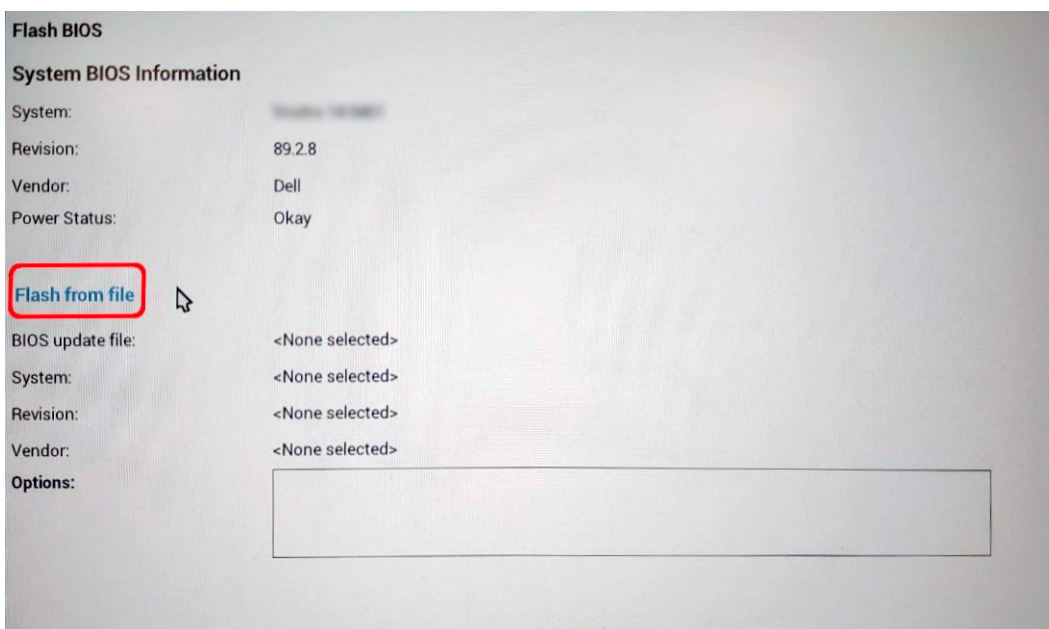 Flash BIOS
System BIOS Information
System:
Revision: 89.2.8
Vendor: Dell
Power Status: Okay
Flash from file
BIOS update file: <None selected>
System: <None selected>
Revision: <None selected>
Vendor: <None selected>
Options: